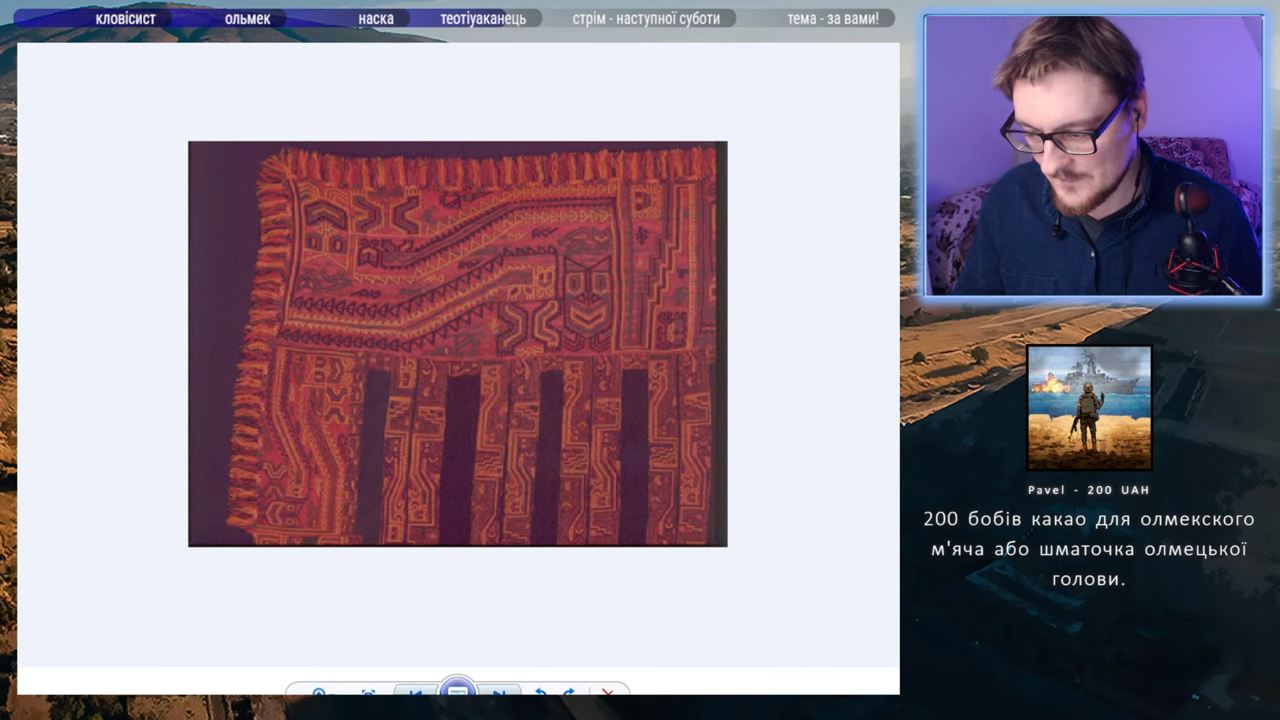 кловісист
ольмек
наска
теотіуаканець
стрім - наступної суботи
тема - за вами!
Pavel - 200 UAH
200 бобів какао для олмекского
м'яча або шматочка олмецької
голови.